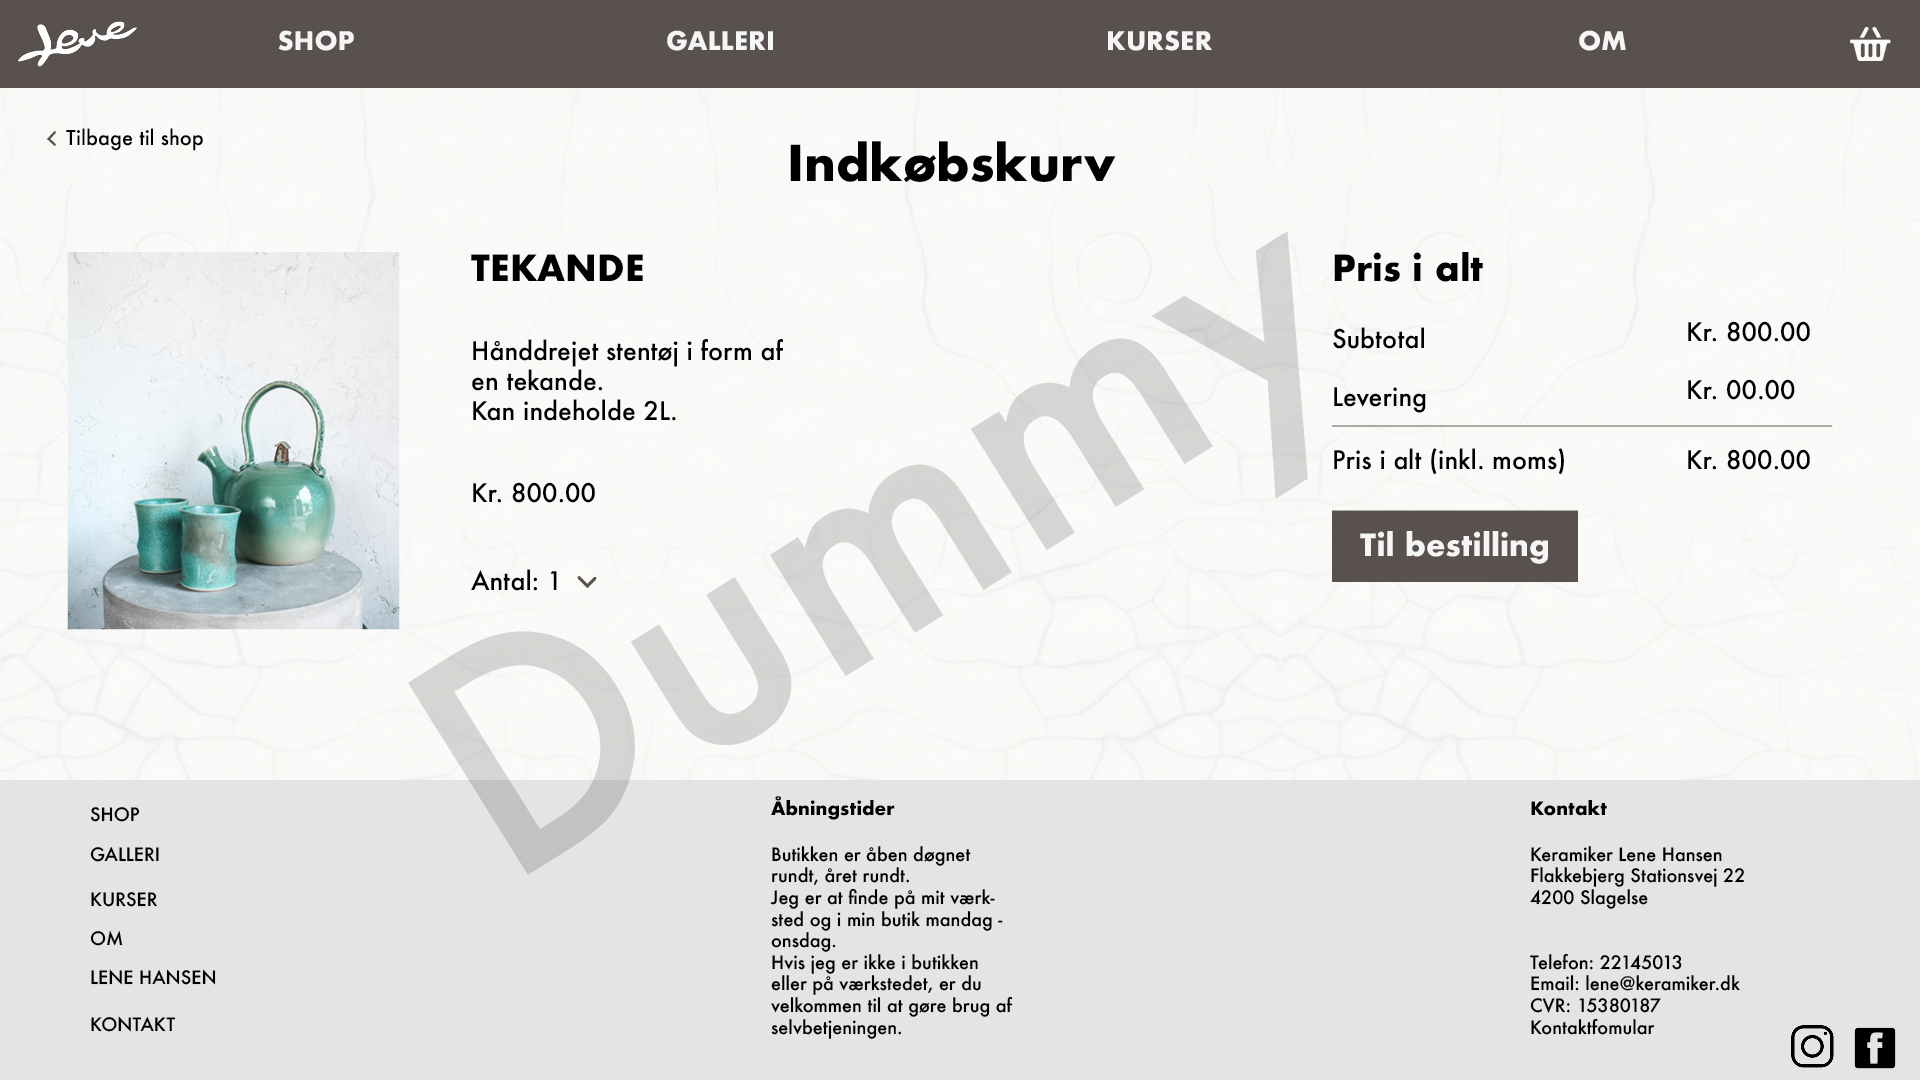 Lene
SHOP
GALLERI
KURSER
OM
Tilbage til shop
Indkøbskurv
TEKANDE
Hånddrejet stentøj i form af
en tekande.
Kan indeholde 2L.
Kr. 800.00
Antal: 1
Pris i alt
Subtotal Kr. 800.00
Levering Kr. 00.00
Pris i alt (inkl. moms) Kr. 800.00
Til bestilling
Dummy
SHOP
GALLERI
KURSER
OM
LENE HANSEN
KONTAKT
Åbningstider
Butikken er åben døgnet
rundt, året rundt.
Jeg er at finde på mit værk-
sted og i min butik mandag -
onsdag.
Hvis jeg er ikke i butikken
eller på værkstedet, er du
velkommen til at gøre brug af
selvbetjeningen.
Kontakt
Keramiker Lene Hansen
Flakkebjerg Stationsvej 22
4200 Slagelse
Telefon: 22145013
Email: lene@keramiker.dk
CVR: 15380187
Kontaktfomular